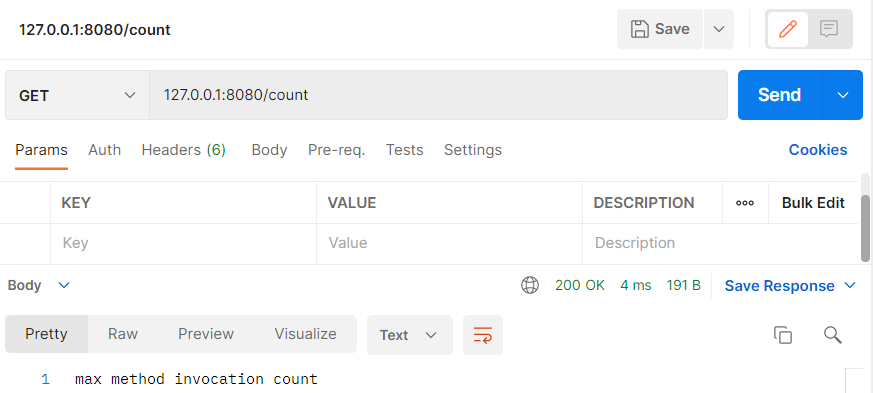 127.0.0.1:8080/count Save
GET 127.0.0.1:8080/count Send
Params Auth Headers (6) Body Pre-req. Tests Settings Cookies
KEY VALUE DESCRIPTION ooo Bulk Edit
Key Value Description
Body 200 OK 4 ms 191 B Save Response
Pretty Raw Preview Visualize Text
1 max method invocation count